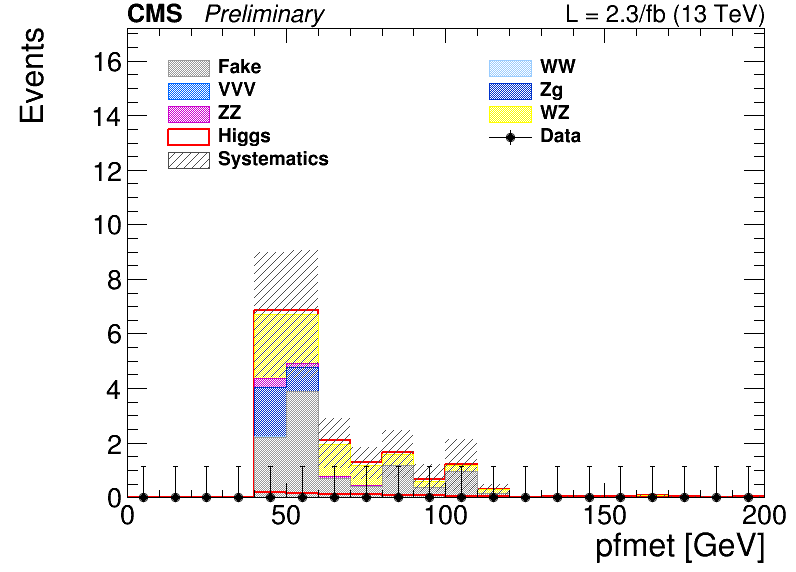 CMS Preliminary L = 2.3/fb (13 TeV)
Events
16
14
12
10
8
6
4
2
0
Fake WW
VVV Zg
ZZ WZ
Higgs Data
Systematics
0 50 100 150 200
pfmet [GeV]